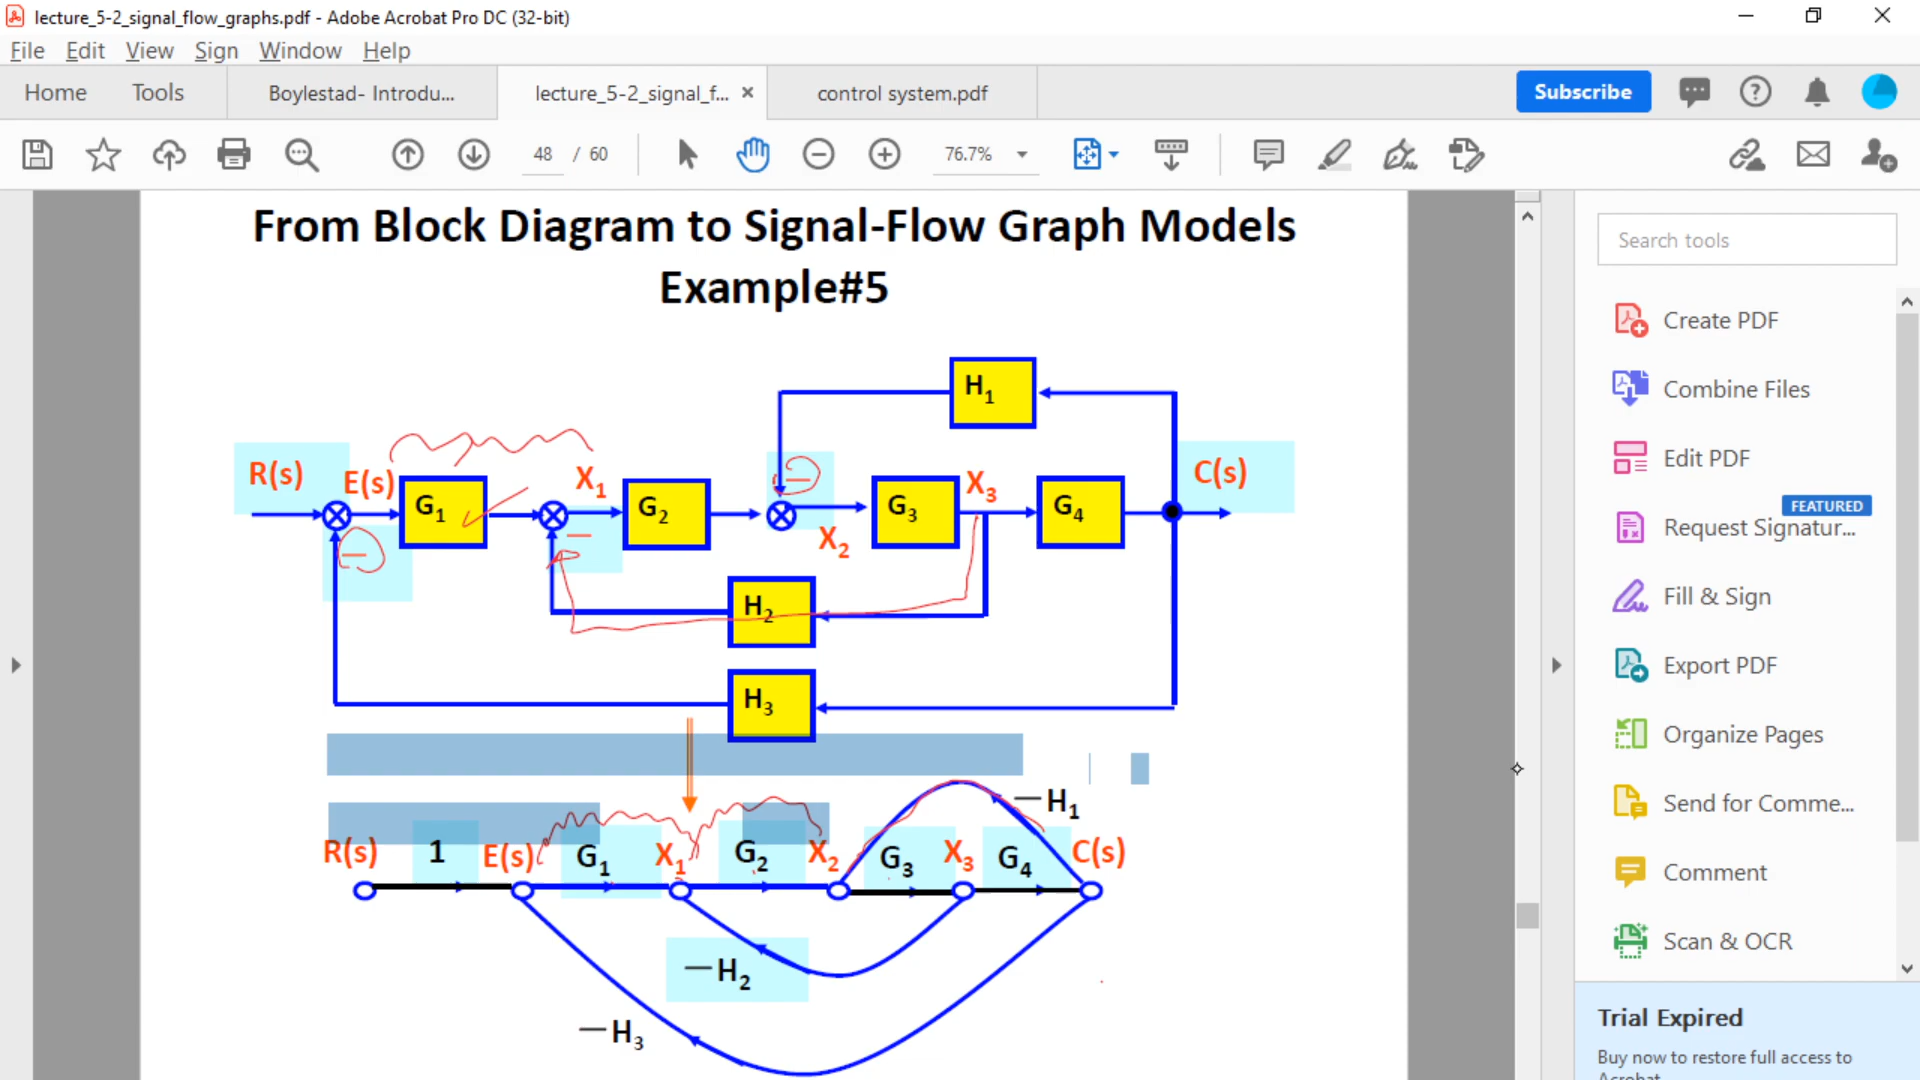 lecture_5-2_signal_flow_graphs.pdf - Adobe Acrobat Pro DC (32-bit)
File Edit View Sign Window Help
Home Tools Boylestad- Introdu... lecture_5-2_signal_f... control system.pdf Subscribe
48 / 60 76.7%
From Block Diagram to Signal-Flow Graph Models
Example#5
H1
R(s) E(s) G1 X1 G2 − X2 G3 X3 G4 C(s)
− −
H2
H3
−H1
R(s) 1 E(s) G1 X1 G2 X2 G3 X3 G4 C(s)
−H2
−H3
Search tools
Create PDF
Combine Files
Edit PDF
FEATURED
Request Signatur...
Fill & Sign
Export PDF
Organize Pages
Send for Comme...
Comment
Scan & OCR
Trial Expired
Buy now to restore full access to
Acrobat